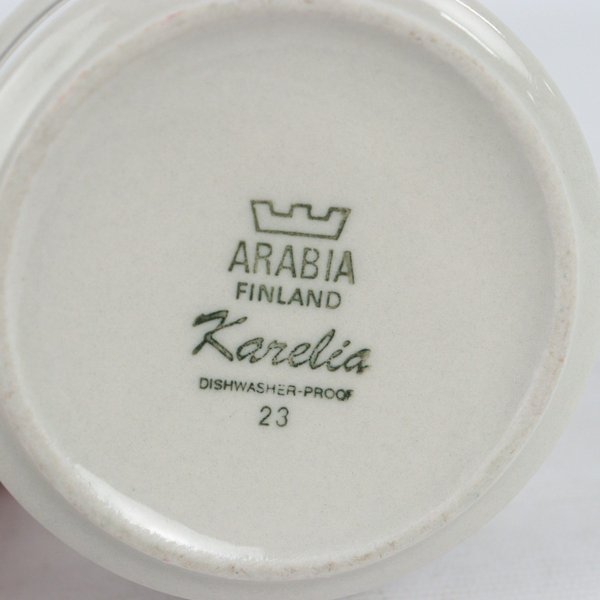 ARABIA
FINLAND
Karelia
DISHWASHER-PROOF
23